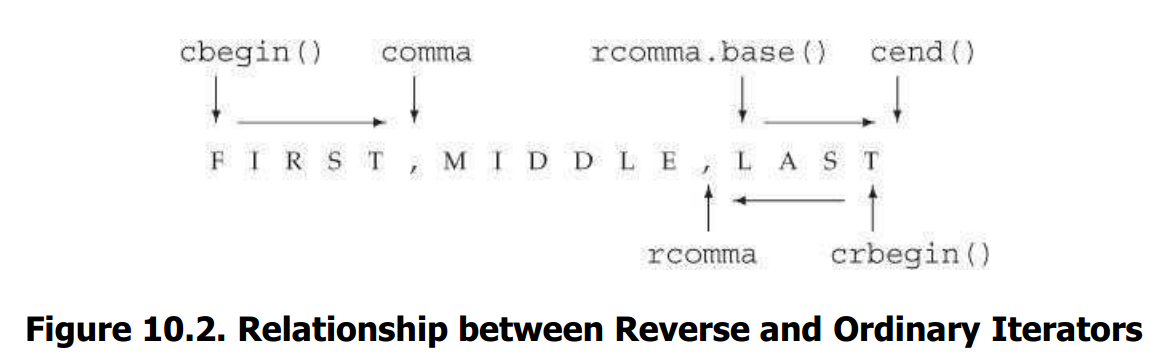 cbegin() comma rcomma.base() cend()
F I R S T , M I D D L E , L A S T
rcomma crbegin()
Figure 10.2. Relationship between Reverse and Ordinary Iterators